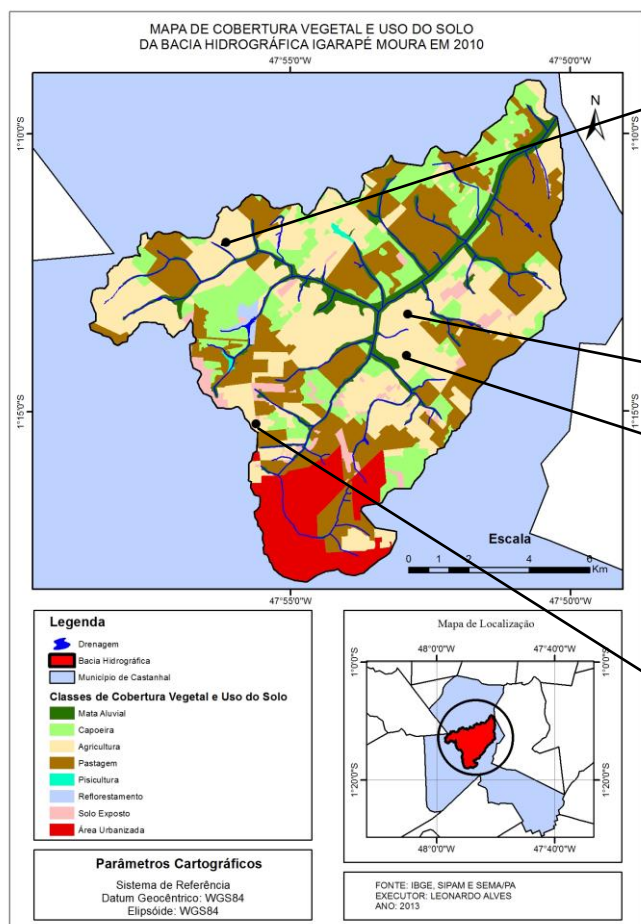 MAPA DE COBERTURA VEGETAL E USO DO SOLO
DA BACIA HIDROGRÁFICA IGARAPÉ MOURA EM 2010
47°55'0"W
47°50'0"W
1°10'0"S
1°10'0"S
N
1°15'0"S
1°15'0"S
Escala
0
1
2
4
6
Km
47°55'0"W
47°50'0"W
Legenda
Drenagem
Bacia Hidrográfica
Município de Castanhal
Classes de Cobertura Vegetal e Uso do Solo
Mata Aluvial
Capoeira
Agricultura
Pastagem
Pisicultura
Reflorestamento
Solo Exposto
Área Urbanizada
Mapa de Localização
48°0'0"W
47°40'0"W
1°0'0"S
1°0'0"S
1°20'0"S
1°20'0"S
48°0'0"W
47°40'0"W
Parâmetros Cartográficos
Sistema de Referência
Datum Geocêntrico: WGS84
Elipsóide: WGS84
FONTE: IBGE, SIPAM E SEMA/PA
EXECUTOR: LEONARDO ALVES
ANO: 2013